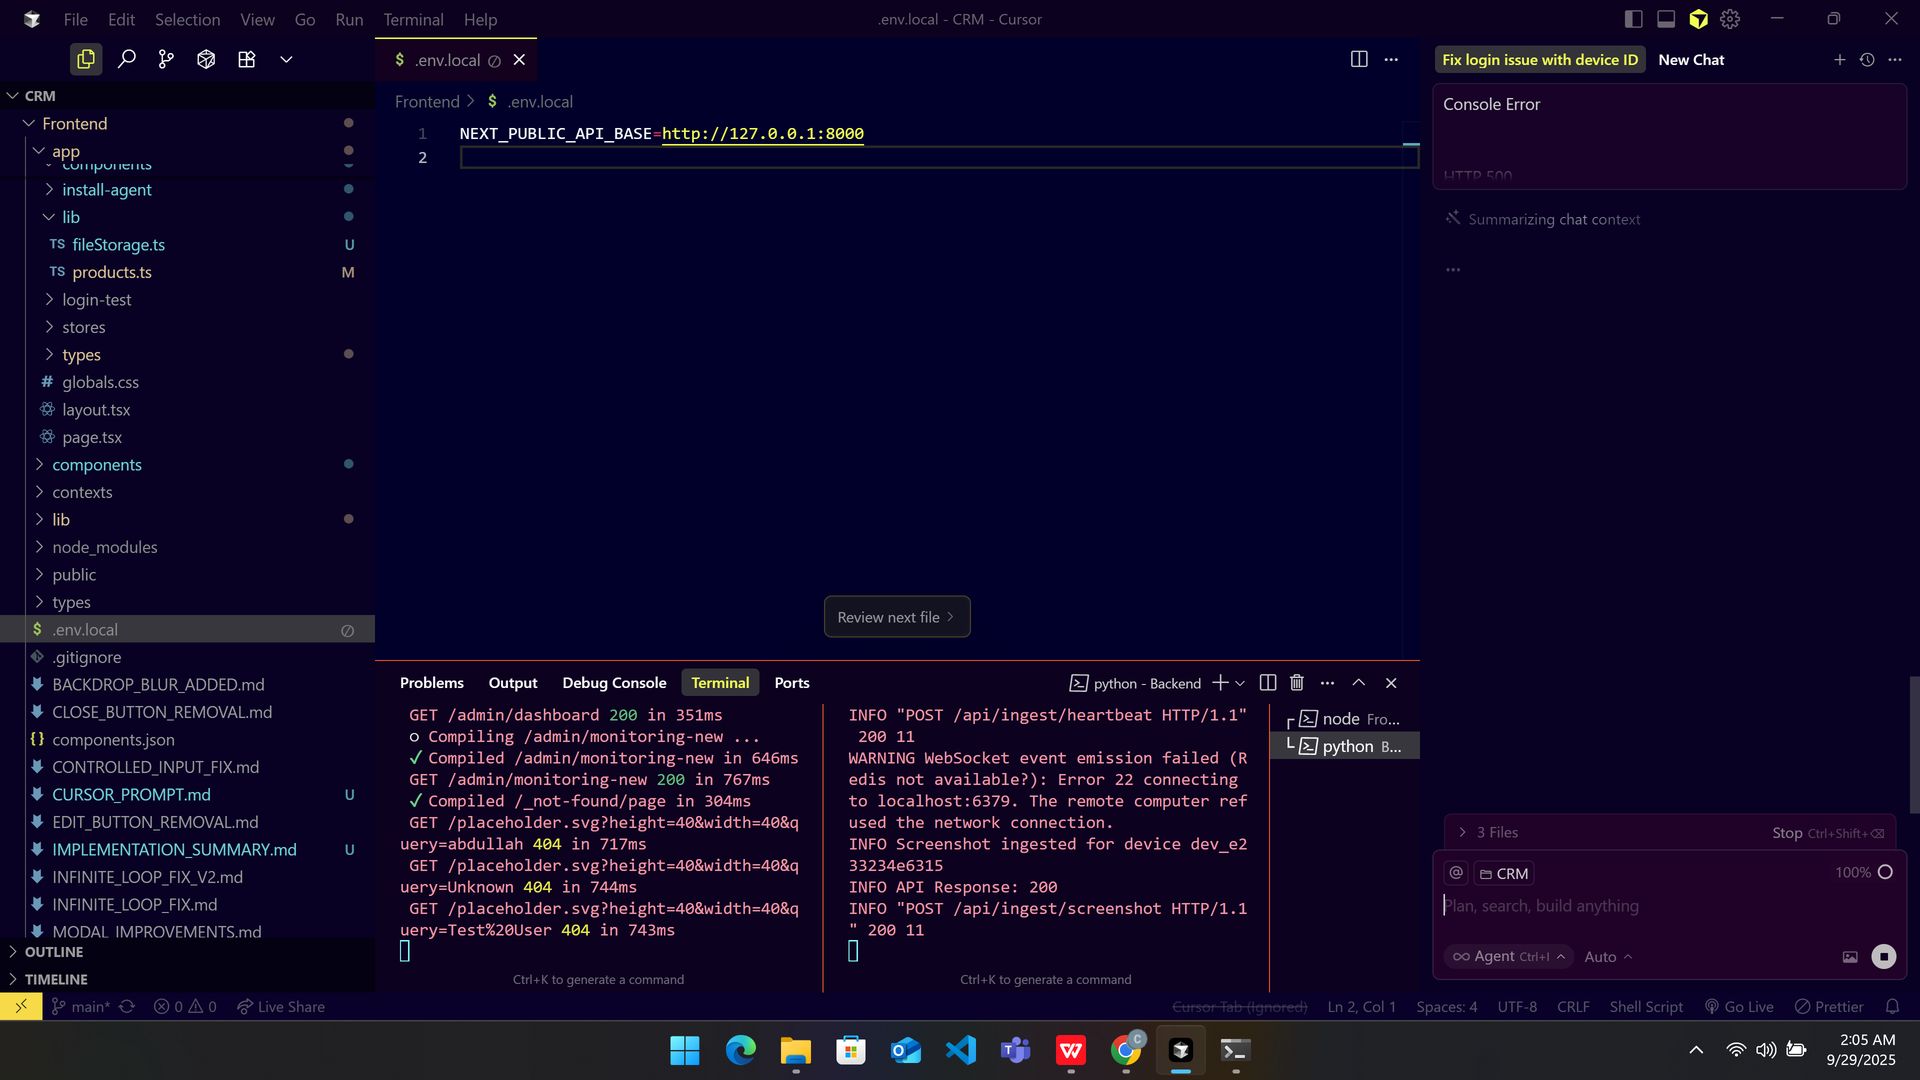 File Edit Selection View Go Run Terminal Help
.env.local - CRM - Cursor
$ .env.local
Fix login issue with device ID New Chat
CRM
Frontend
app
components
install-agent
lib
TS fileStorage.ts U
TS products.ts M
login-test
stores
types
# globals.css
layout.tsx
page.tsx
components
contexts
lib
node_modules
public
types
$ .env.local
.gitignore
BACKDROP_BLUR_ADDED.md
CLOSE_BUTTON_REMOVAL.md
{} components.json
CONTROLLED_INPUT_FIX.md
CURSOR_PROMPT.md U
EDIT_BUTTON_REMOVAL.md
IMPLEMENTATION_SUMMARY.md U
INFINITE_LOOP_FIX_V2.md
INFINITE_LOOP_FIX.md
MODAL_IMPROVEMENTS.md
OUTLINE
TIMELINE
Frontend > $ .env.local
1 NEXT_PUBLIC_API_BASE=http://127.0.0.1:8000
2
Review next file >
Problems Output Debug Console Terminal Ports
python - Backend
GET /admin/dashboard 200 in 351ms
○ Compiling /admin/monitoring-new ...
✓ Compiled /admin/monitoring-new in 646ms
GET /admin/monitoring-new 200 in 767ms
✓ Compiled /_not-found/page in 304ms
GET /placeholder.svg?height=40&width=40&q
uery=abdullah 404 in 717ms
GET /placeholder.svg?height=40&width=40&q
uery=Unknown 404 in 744ms
GET /placeholder.svg?height=40&width=40&q
uery=Test%20User 404 in 743ms
Ctrl+K to generate a command
INFO "POST /api/ingest/heartbeat HTTP/1.1"
200 11
WARNING WebSocket event emission failed (R
edis not available?): Error 22 connecting
to localhost:6379. The remote computer ref
used the network connection.
INFO Screenshot ingested for device dev_e2
33234e6315
INFO API Response: 200
INFO "POST /api/ingest/screenshot HTTP/1.1
" 200 11
Ctrl+K to generate a command
node Fro...
python B...
Console Error
HTTP 500
Summarizing chat context
...
> 3 Files Stop Ctrl+Shift+⌫
@ CRM 100%
Plan, search, build anything
∞ Agent Ctrl+I Auto
main* 0 0 Live Share
Cursor Tab (Ignored) Ln 2, Col 1 Spaces: 4 UTF-8 CRLF Shell Script Go Live Prettier
C
2:05 AM
9/29/2025